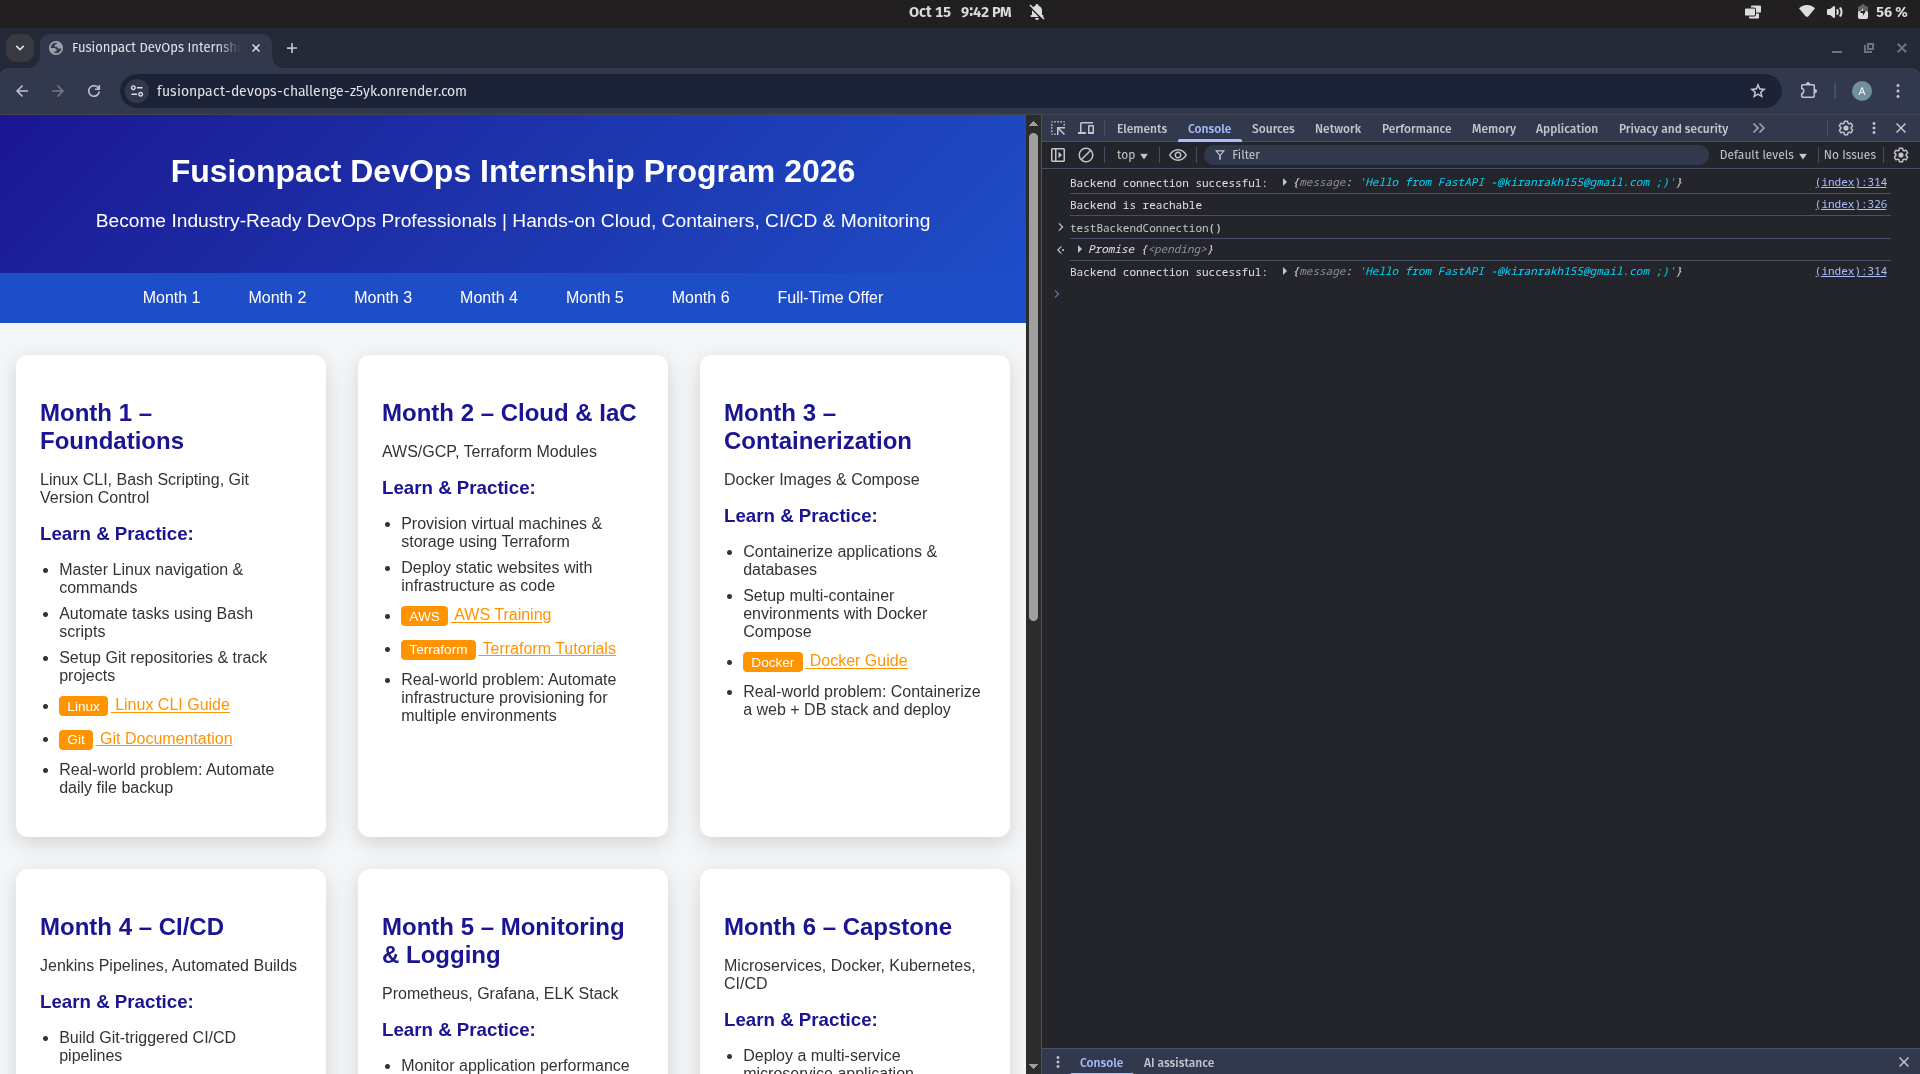 Oct 15 9:42 PM
56 %
Fusionpact DevOps Internsh
fusionpact-devops-challenge-z5yk.onrender.com
A
Fusionpact DevOps Internship Program 2026
Become Industry-Ready DevOps Professionals | Hands-on Cloud, Containers, CI/CD & Monitoring
Month 1 Month 2 Month 3 Month 4 Month 5 Month 6 Full-Time Offer
Month 1 –
Foundations
Linux CLI, Bash Scripting, Git
Version Control
Learn & Practice:
• Master Linux navigation &
commands
• Automate tasks using Bash
scripts
• Setup Git repositories & track
projects
• Linux Linux CLI Guide
• Git Git Documentation
• Real-world problem: Automate
daily file backup
Month 2 – Cloud & IaC
AWS/GCP, Terraform Modules
Learn & Practice:
• Provision virtual machines &
storage using Terraform
• Deploy static websites with
infrastructure as code
• AWS AWS Training
• Terraform Terraform Tutorials
• Real-world problem: Automate
infrastructure provisioning for
multiple environments
Month 3 –
Containerization
Docker Images & Compose
Learn & Practice:
• Containerize applications &
databases
• Setup multi-container
environments with Docker
Compose
• Docker Docker Guide
• Real-world problem: Containerize
a web + DB stack and deploy
Month 4 – CI/CD
Jenkins Pipelines, Automated Builds
Learn & Practice:
• Build Git-triggered CI/CD
pipelines
Month 5 – Monitoring
& Logging
Prometheus, Grafana, ELK Stack
Learn & Practice:
• Monitor application performance
Month 6 – Capstone
Microservices, Docker, Kubernetes,
CI/CD
Learn & Practice:
• Deploy a multi-service
microservice application
Elements Console Sources Network Performance Memory Application Privacy and security
top Filter Default levels No Issues
Backend connection successful: {message: 'Hello from FastAPI -@kiranrakh155@gmail.com ;)'} (index):314
Backend is reachable (index):326
testBackendConnection()
Promise {<pending>}
Backend connection successful: {message: 'Hello from FastAPI -@kiranrakh155@gmail.com ;)'} (index):314
Console AI assistance